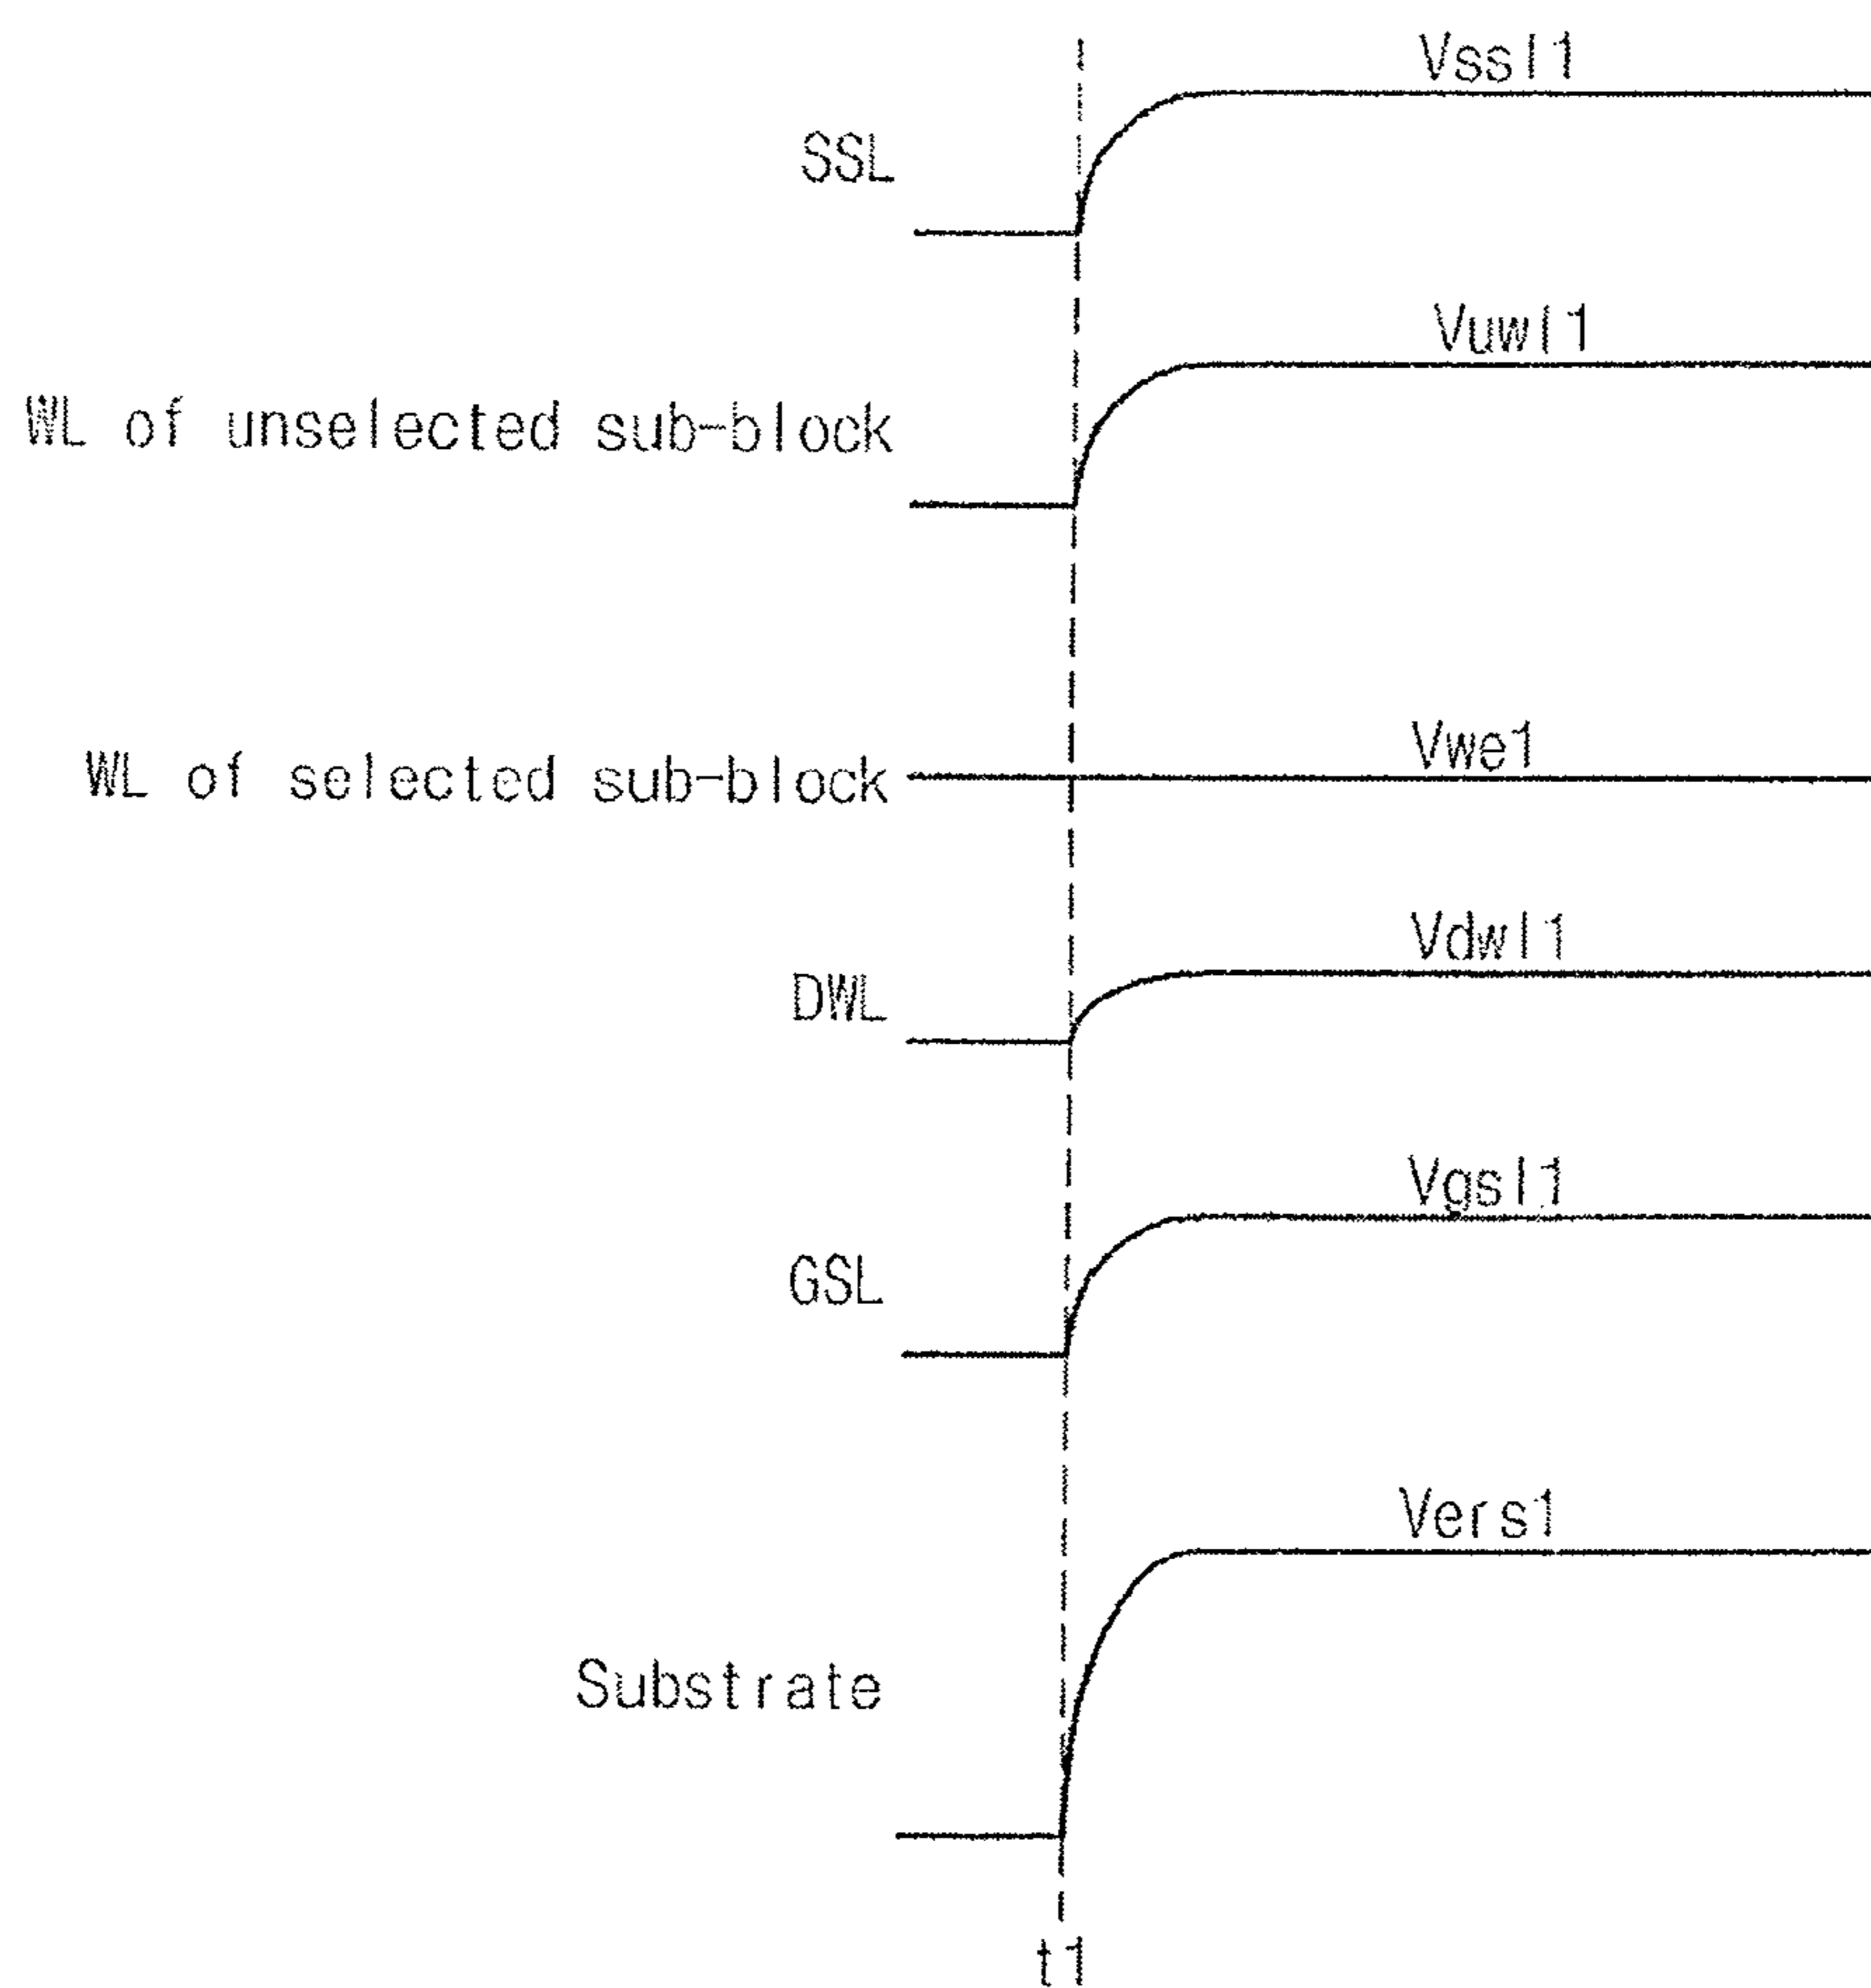 Vssl1
SSL
Vuwl1
WL of unselected sub-block
Vwe1
WL of selected sub-block
Vdwl1
DWL
Vgsl1
GSL
Vers1
Substrate
t1